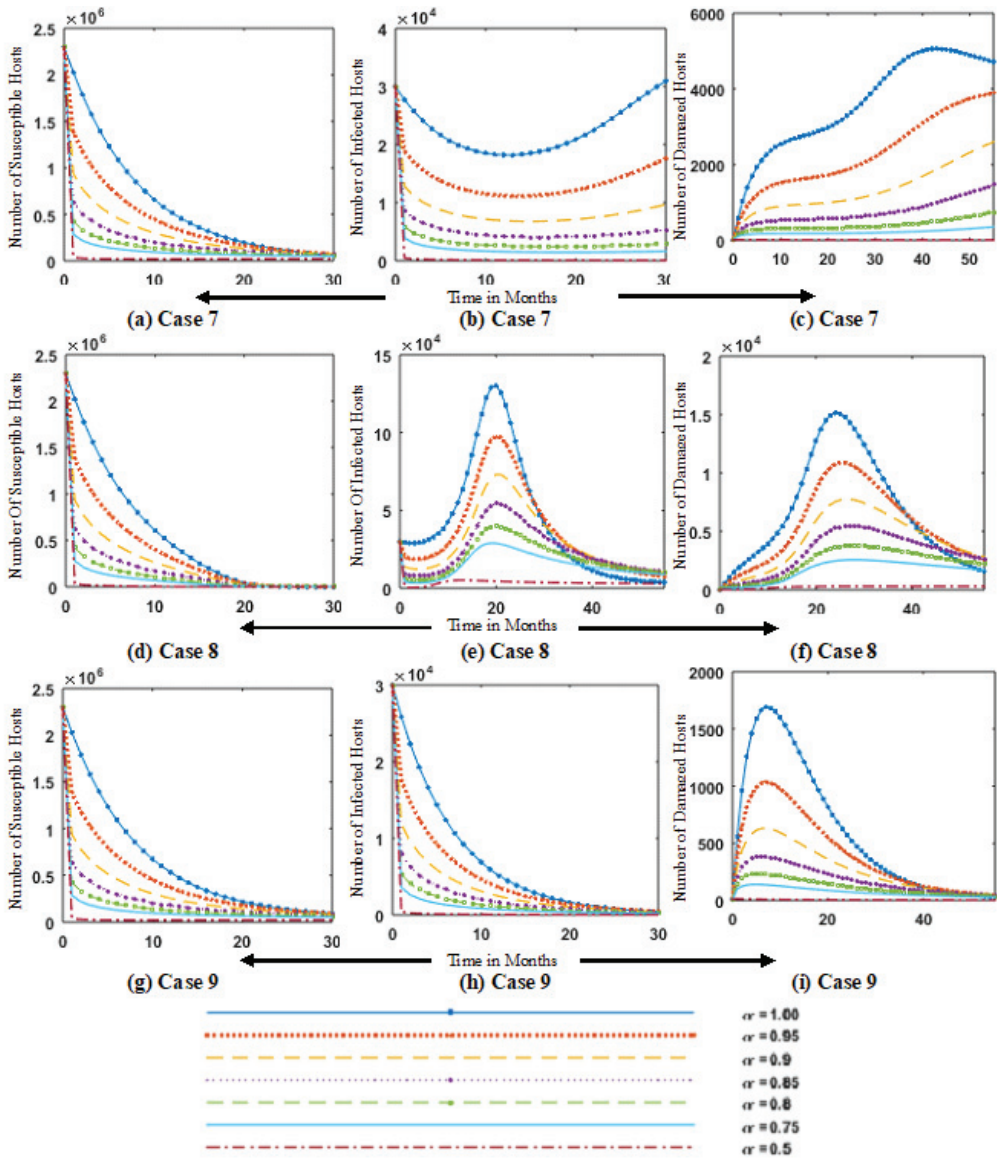 ×10⁶
Number of Susceptible Hosts
2.5
2
1.5
1
0.5
0
0 10 20 30
(a) Case 7
×10⁴
Number of Infected Hosts
4
3
2
1
0
0 10 20 30
Time in Months
(b) Case 7
Number of Damaged Hosts
6000
4000
2000
0
0 10 20 30 40 50
(c) Case 7
×10⁶
Number Of Susceptible Hosts
2.5
2
1.5
1
0.5
0
0 10 20 30
(d) Case 8
×10⁴
Number Of Infected Hosts
15
10
5
0
0 20 40
Time in Months
(e) Case 8
×10⁴
Number of Damaged Hosts
2
1.5
1
0.5
0
0 20 40
(f) Case 8
×10⁶
Number of Susceptible Hosts
2.5
2
1.5
1
0.5
0
0 10 20 30
(g) Case 9
×10⁴
Number of Infected Hosts
3
2
1
0
0 10 20 30
Time in Months
(h) Case 9
Number of Damaged Hosts
2000
1500
1000
500
0
0 20 40
(i) Case 9
α = 1.00
α = 0.95
α = 0.9
α = 0.85
α = 0.8
α = 0.75
α = 0.5